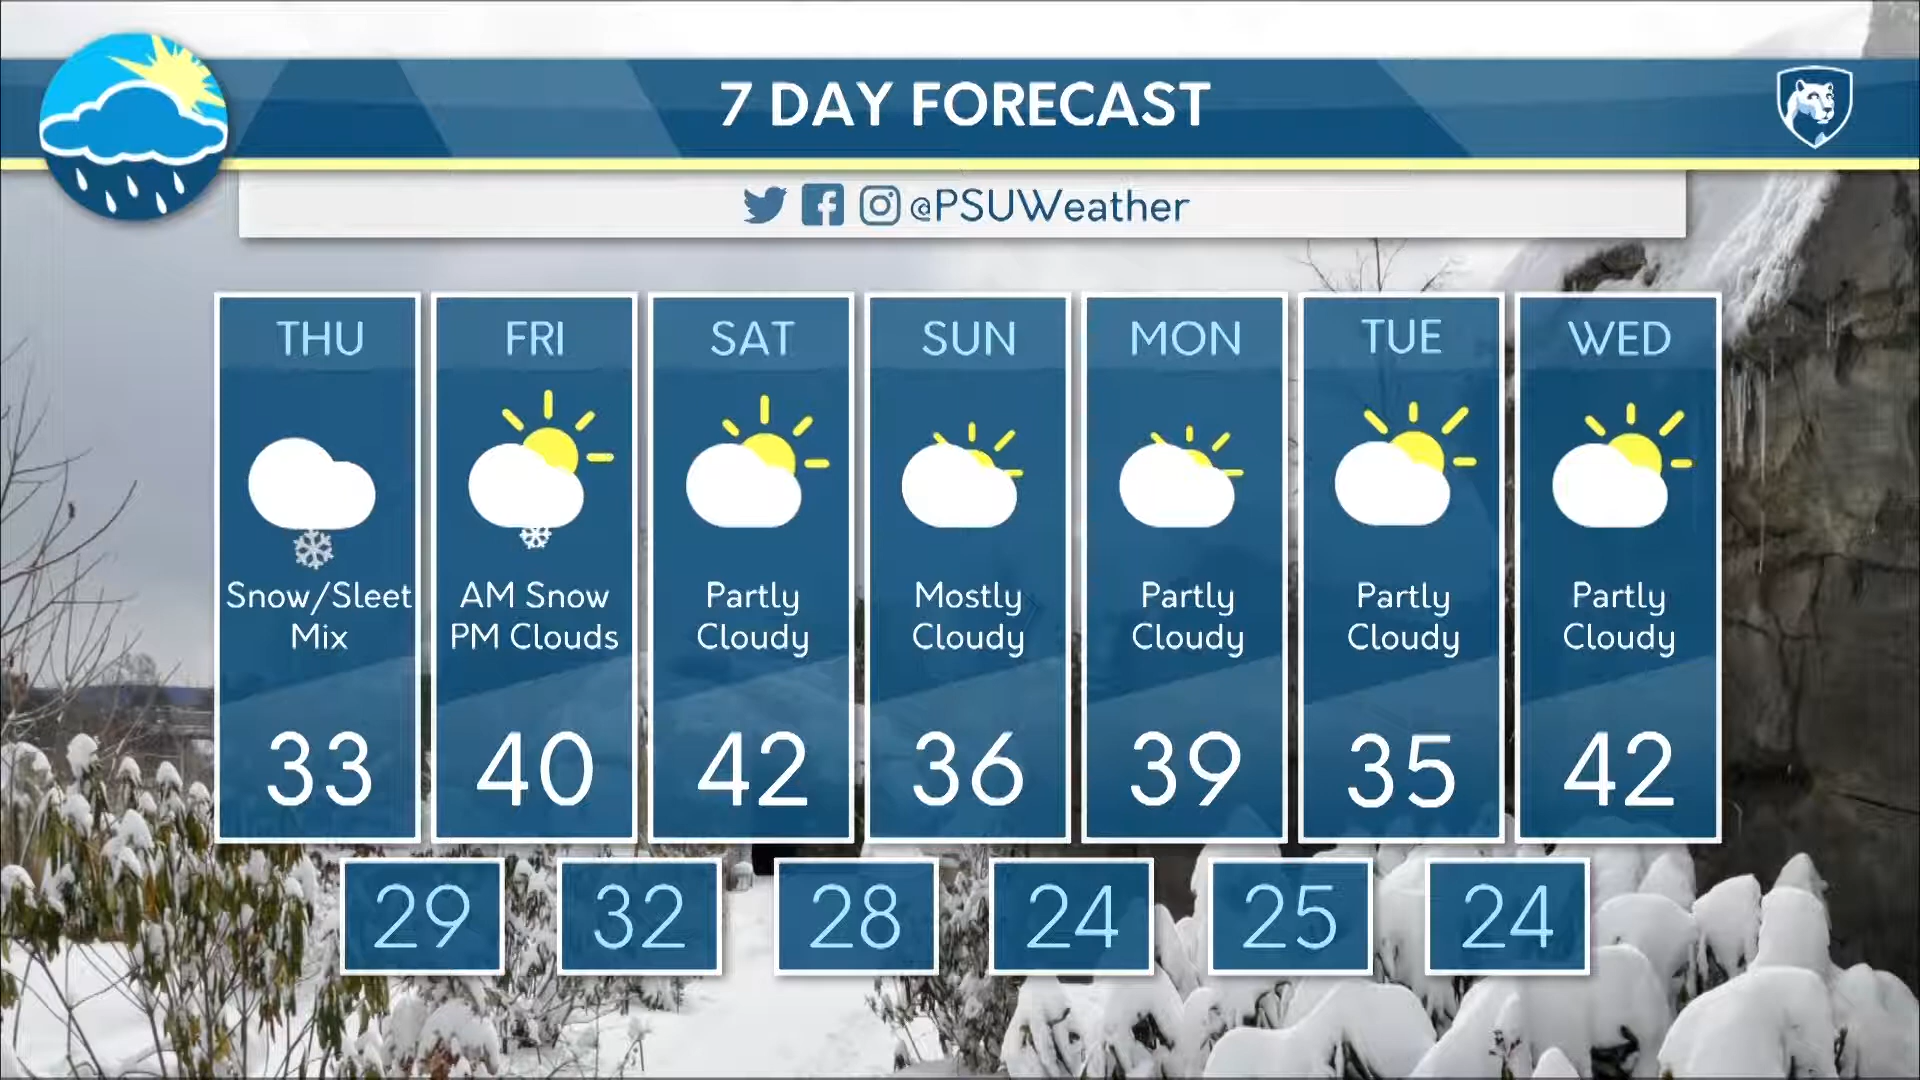 7 DAY FORECAST
@PSUWeather
THU
FRI
SAT
SUN
MON
TUE
WED
Snow/Sleet
Mix
AM Snow
PM Clouds
Partly
Cloudy
Mostly
Cloudy
Partly
Cloudy
Partly
Cloudy
Partly
Cloudy
33
40
42
36
39
35
42
29
32
28
24
25
24